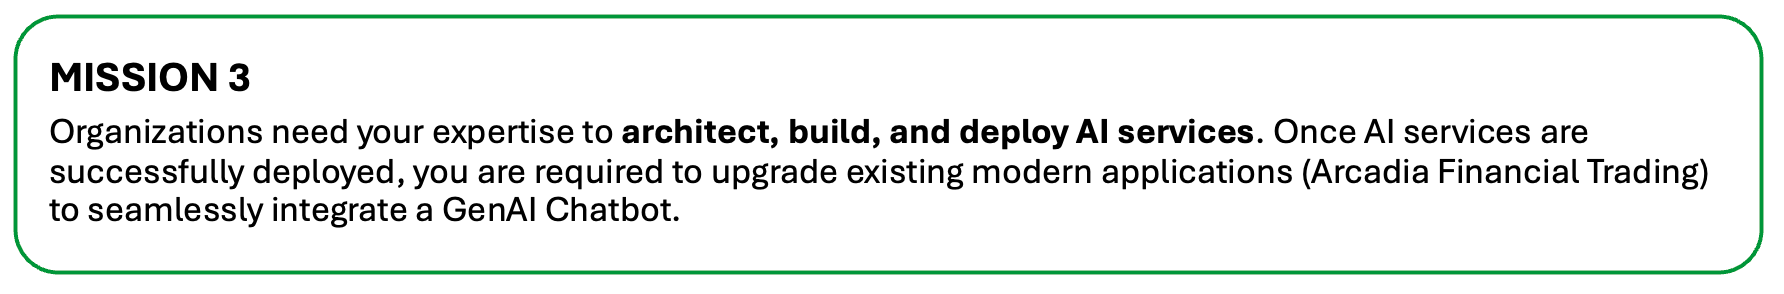 MISSION 3
Organizations need your expertise to architect, build, and deploy AI services. Once AI services are
successfully deployed, you are required to upgrade existing modern applications (Arcadia Financial Trading)
to seamlessly integrate a GenAI Chatbot.